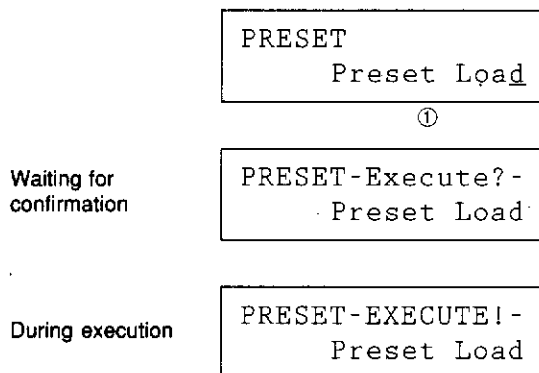 PRESET
Preset Load
①
Waiting for
confirmation
PRESET-Execute?-
Preset Load
During execution
PRESET-EXECUTE!-
Preset Load